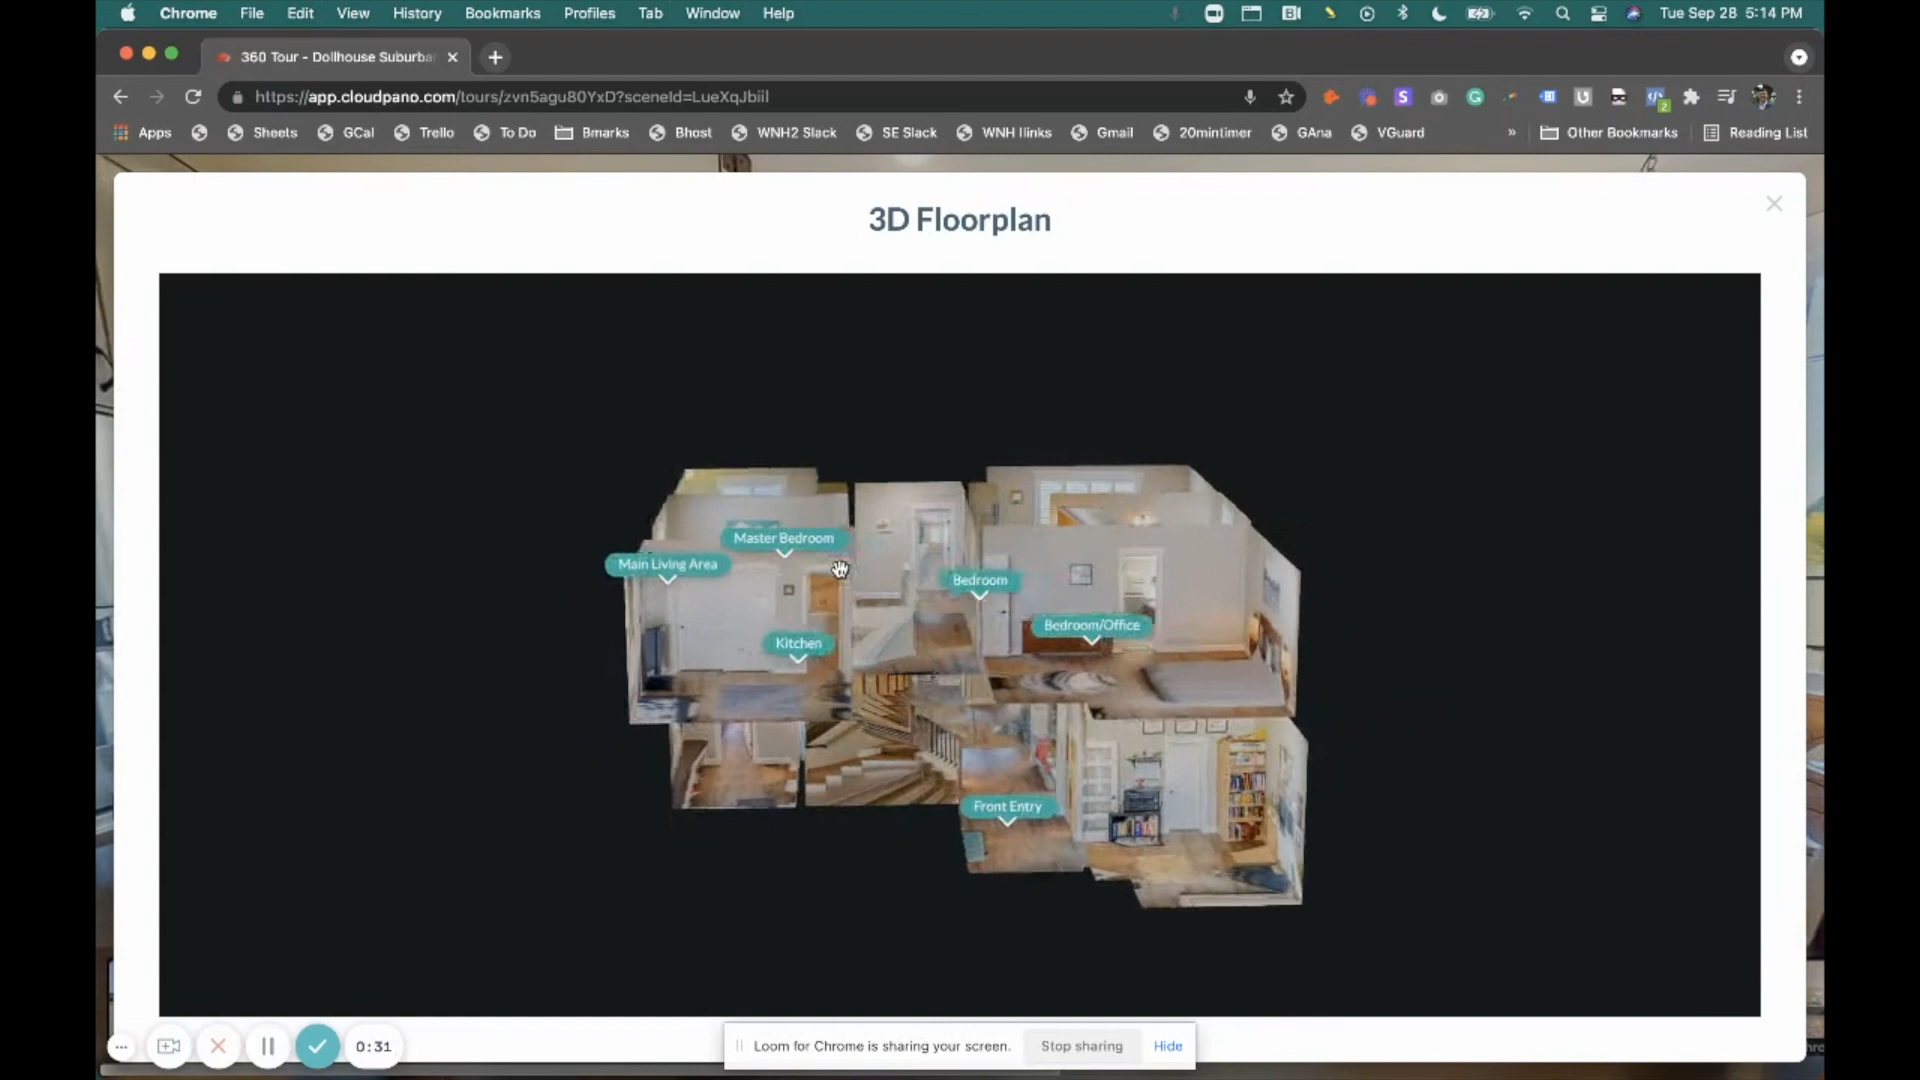 Chrome File Edit View History Bookmarks Profiles Tab Window Help Tue Sep 28 5:14 PM
360 Tour - Dollhouse Suburba
https://app.cloudpano.com/tours/zvn5agu80YxD?sceneId=LueXqJbiil
Apps Sheets GCal Trello To Do Bmarks Bhost WNH2 Slack SE Slack WNH llinks Gmail 20mintimer GAna VGuard » Other Bookmarks Reading List
3D Floorplan
Master Bedroom
Main Living Area
Bedroom
Bedroom/Office
Kitchen
Front Entry
0:31
Loom for Chrome is sharing your screen. Stop sharing Hide